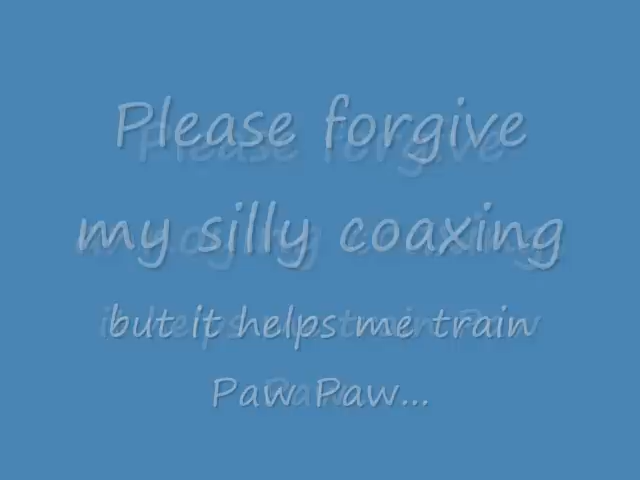 Please forgive
my silly coaxing
but it helps me train
Paw Paw...